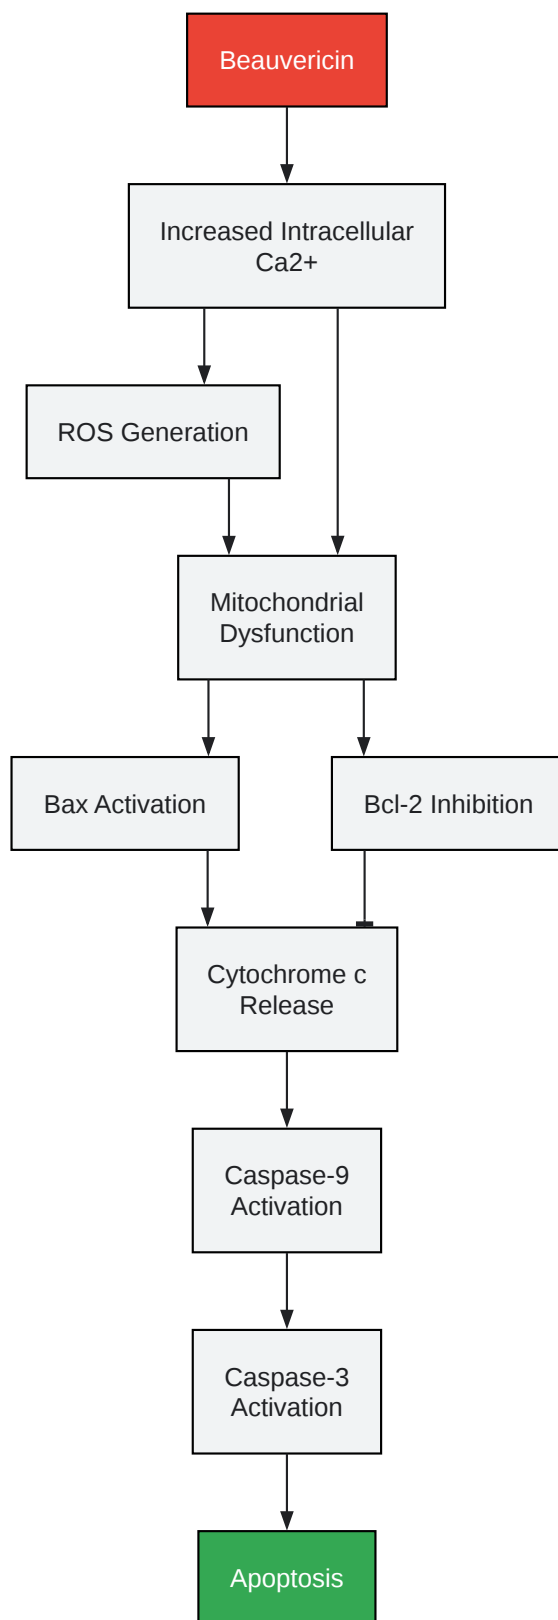 Beauvericin
Increased Intracellular
Ca2+
ROS Generation
Mitochondrial
Dysfunction
Bax Activation
Bcl-2 Inhibition
Cytochrome c
Release
Caspase-9
Activation
Caspase-3
Activation
Apoptosis